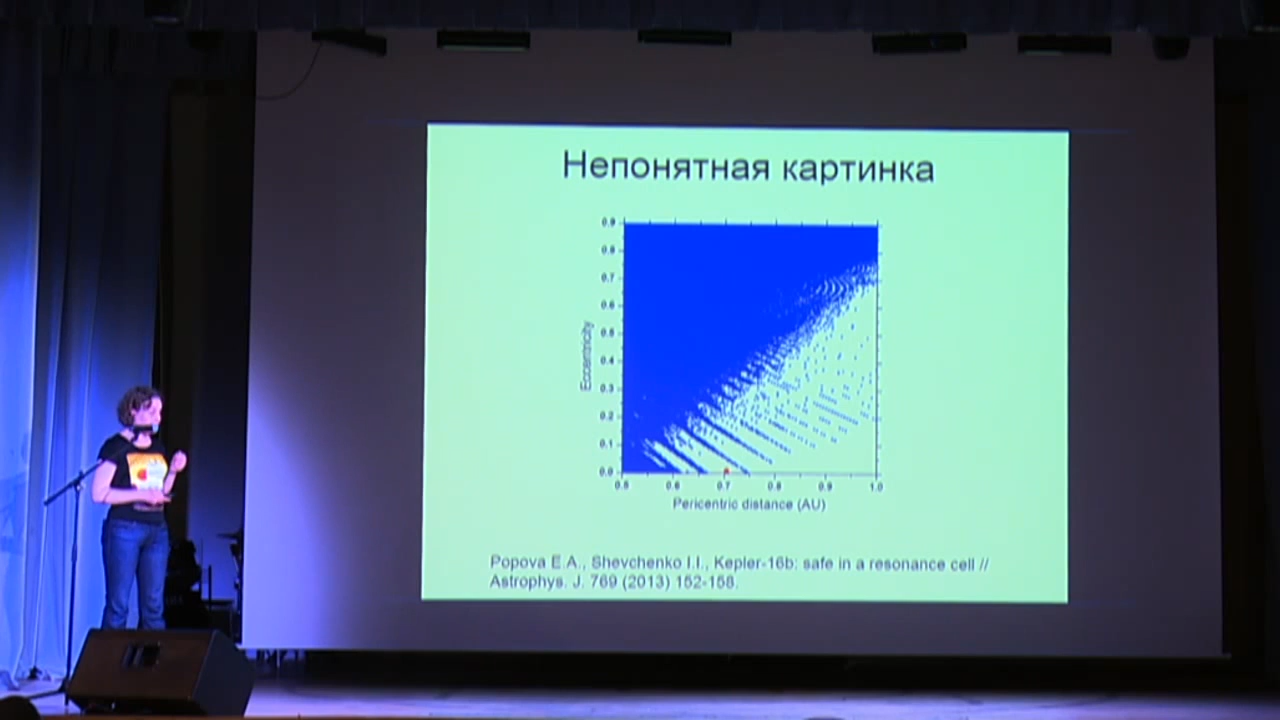 Непонятная картинка
0.9
0.8
0.7
0.6
0.5
0.4
0.3
0.2
0.1
0.0
Eccentricity
0.5 0.6 0.7 0.8 0.9 1.0
Pericentric distance (AU)
Popova E.A., Shevchenko I.I., Kepler-16b: safe in a resonance cell //
Astrophys. J. 769 (2013) 152-158.